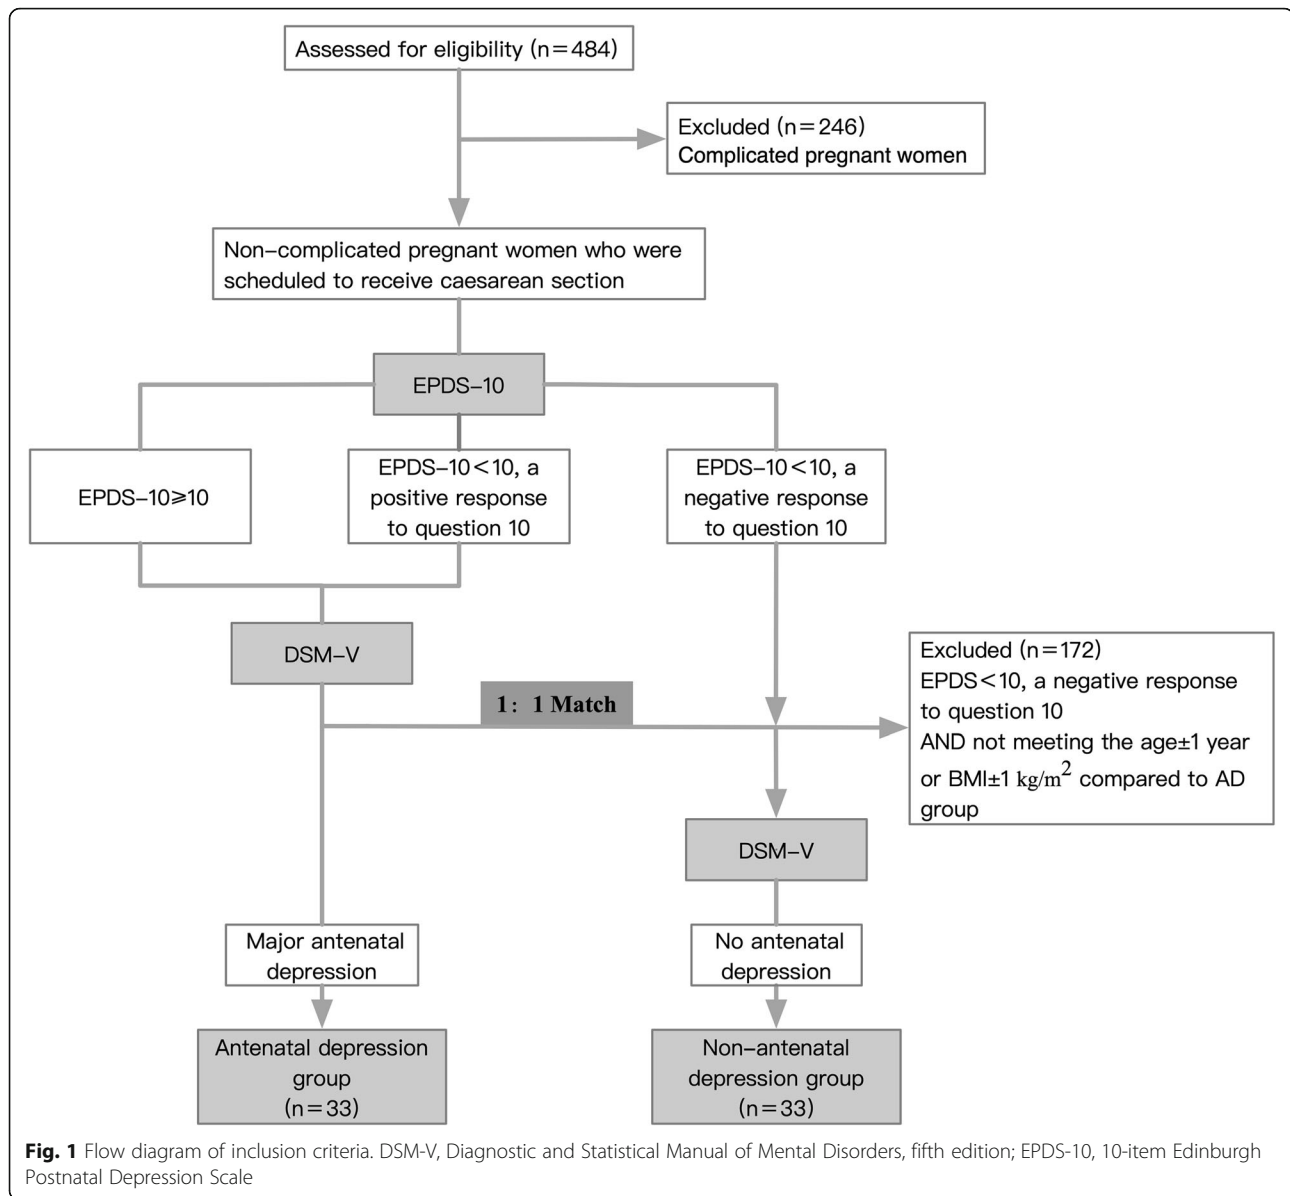 Assessed for eligibility (n=484)
Excluded (n=246)
Complicated pregnant women
Non-complicated pregnant women who were
scheduled to receive caesarean section
EPDS-10
EPDS-10≥10
EPDS-10<10, a
positive response
to question 10
EPDS-10<10, a
negative response
to question 10
DSM-V
1: 1 Match
Excluded (n=172)
EPDS<10, a negative response
to question 10
AND not meeting the age±1 year
or BMI±1 kg/m²  compared to AD
group
DSM-V
Major antenatal
depression
No antenatal
depression
Antenatal depression
group
(n=33)
Non-antenatal
depression group
(n=33)
Fig. 1 Flow diagram of inclusion criteria. DSM-V, Diagnostic and Statistical Manual of Mental Disorders, fifth edition; EPDS-10, 10-item Edinburgh
Postnatal Depression Scale